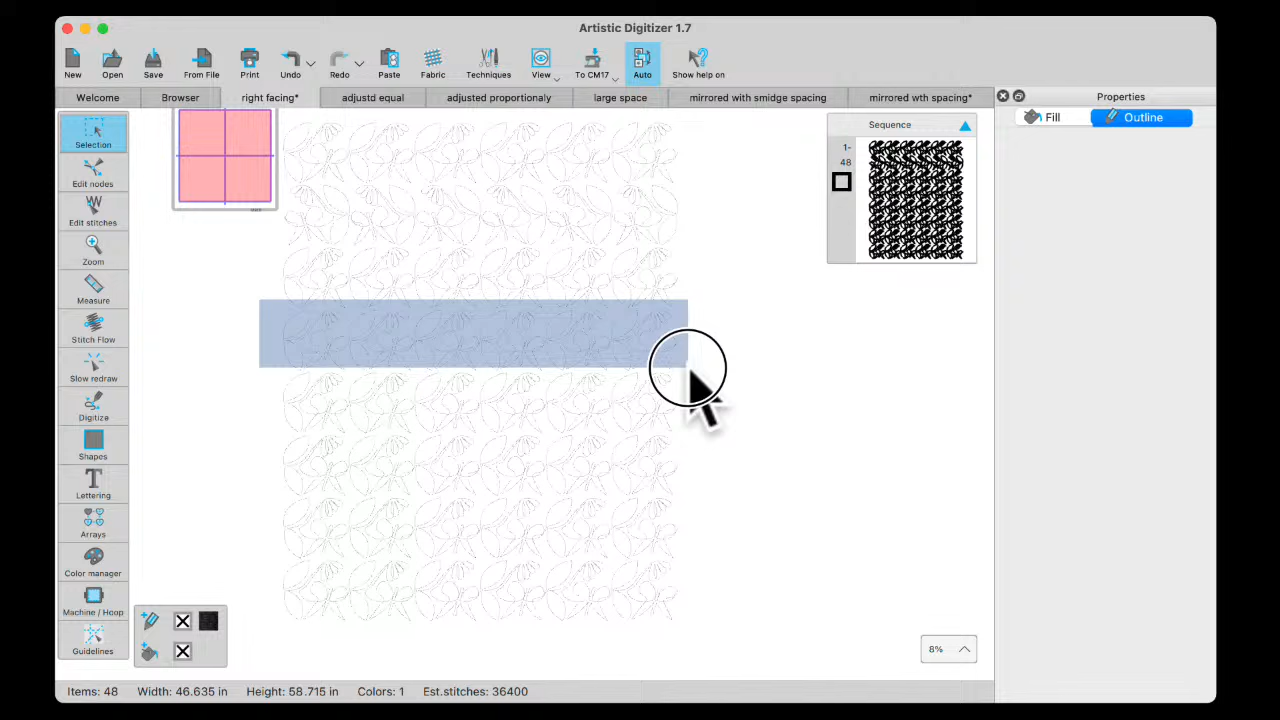 Artistic Digitizer 1.7
New Open Save From File Print Undo Redo Paste Fabric Techniques View To CM17 Auto Show help on
Welcome Browser right facing* adjustd equal adjusted proportionaly large space mirrored with smidge spacing mirrored wth spacing* Properties
Fill Outline
Selection
Edit nodes
Edit stitches
Zoom
Measure
Stitch Flow
Slow redraw
Digitize
Shapes
Lettering
Arrays
Color manager
Machine / Hoop
Guidelines
Sequence
1-
48
8%
Items: 48 Width: 46.635 in Height: 58.715 in Colors: 1 Est.stitches: 36400